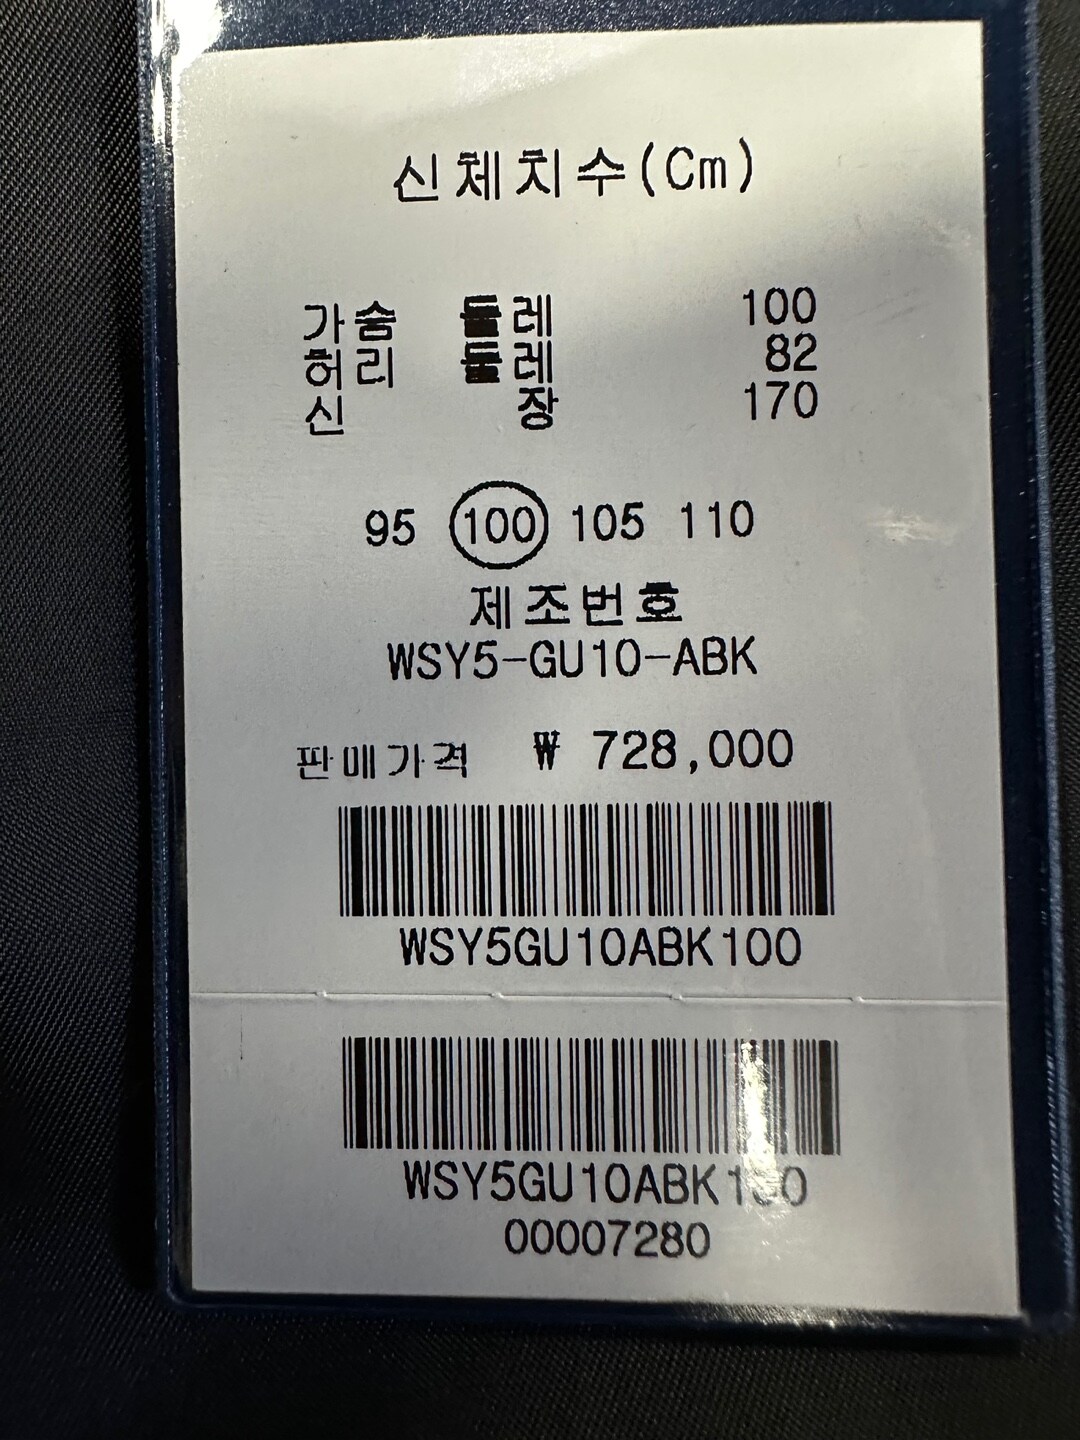 신체치수(Cm)
가슴 둘레 100
허리 둘레 82
신 장 170
95 100 105 110
제조번호
WSY5-GU10-ABK
판매가격 ₩ 728,000
WSY5GU10ABK100
WSY5GU10ABK100
00007280